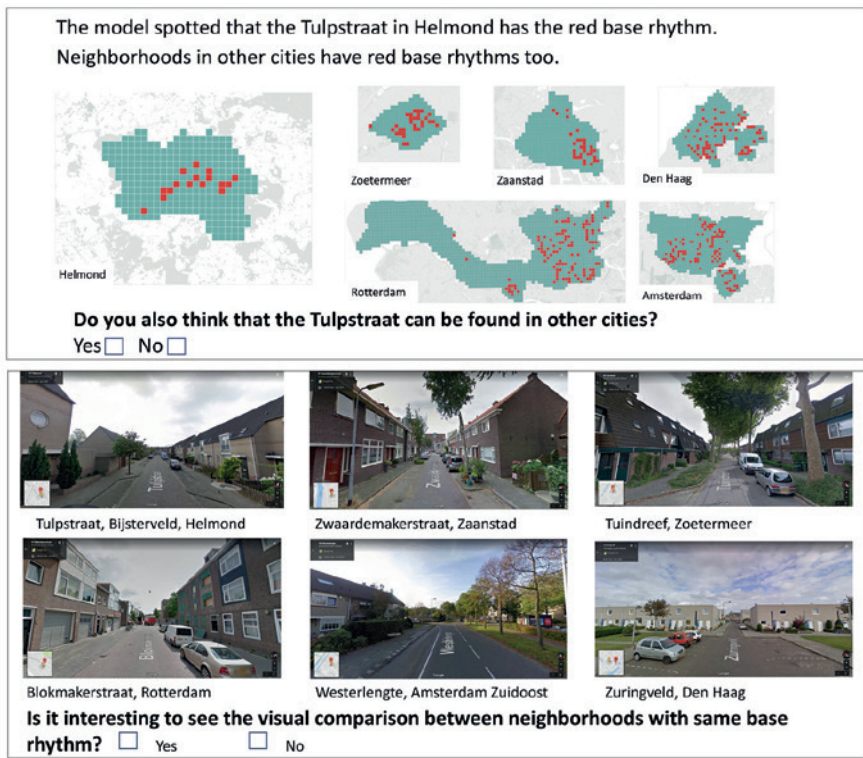 The model spotted that the Tulpstraat in Helmond has the red base rhythm.
Neighborhoods in other cities have red base rhythms too.
Helmond
Zoetermeer
Zaanstad
Den Haag
Rotterdam
Amsterdam
Do you also think that the Tulpstraat can be found in other cities?
Yes No
Tulpstraat, Bijsterveld, Helmond
Zwaardemakerstraat, Zaanstad
Tuindreef, Zoetermeer
Blokmakerstraat, Rotterdam
Westerlengte, Amsterdam Zuidoost
Zuringveld, Den Haag
Is it interesting to see the visual comparison between neighborhoods with same base
rhythm? Yes No